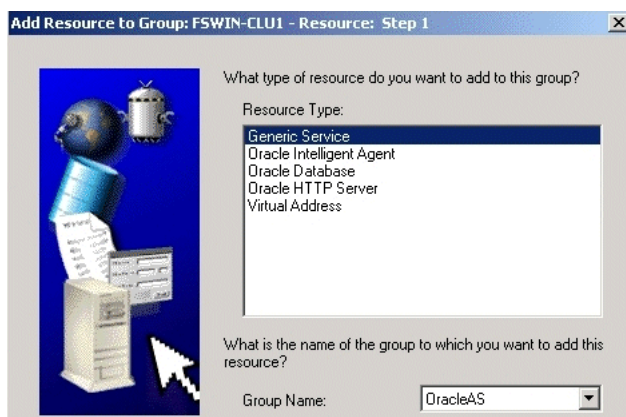 Add Resource to Group: FSWIN-CLU1 - Resource: Step 1
What type of resource do you want to add to this group?
Resource Type:
Generic Service
Oracle Intelligent Agent
Oracle Database
Oracle HTTP Server
Virtual Address
What is the name of the group to which you want to add this
resource?
Group Name:
OracleAS